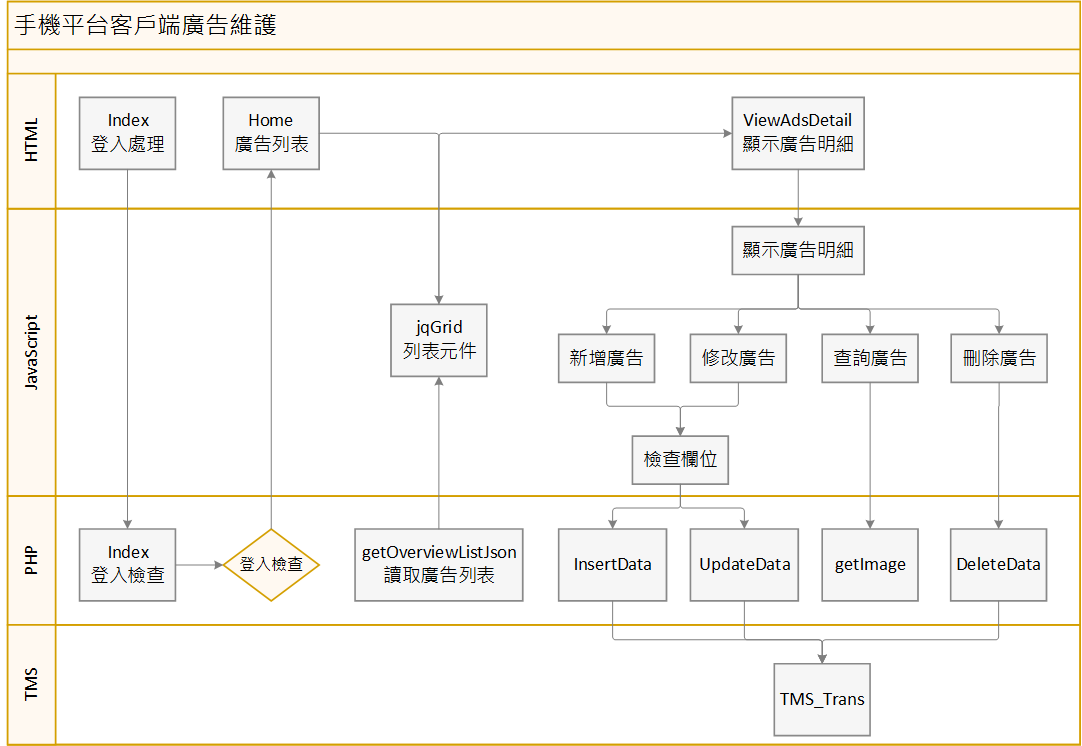 手機平台客戶端廣告維護
HTML
Index
登入處理
Home
廣告列表
ViewAdsDetail
顯示廣告明細
JavaScript
顯示廣告明細
jqGrid
列表元件
新增廣告
修改廣告
查詢廣告
刪除廣告
檢查欄位
PHP
Index
登入檢查
登入檢查
getOverviewListJson
讀取廣告列表
InsertData
UpdateData
getImage
DeleteData
TMS
TMS_Trans